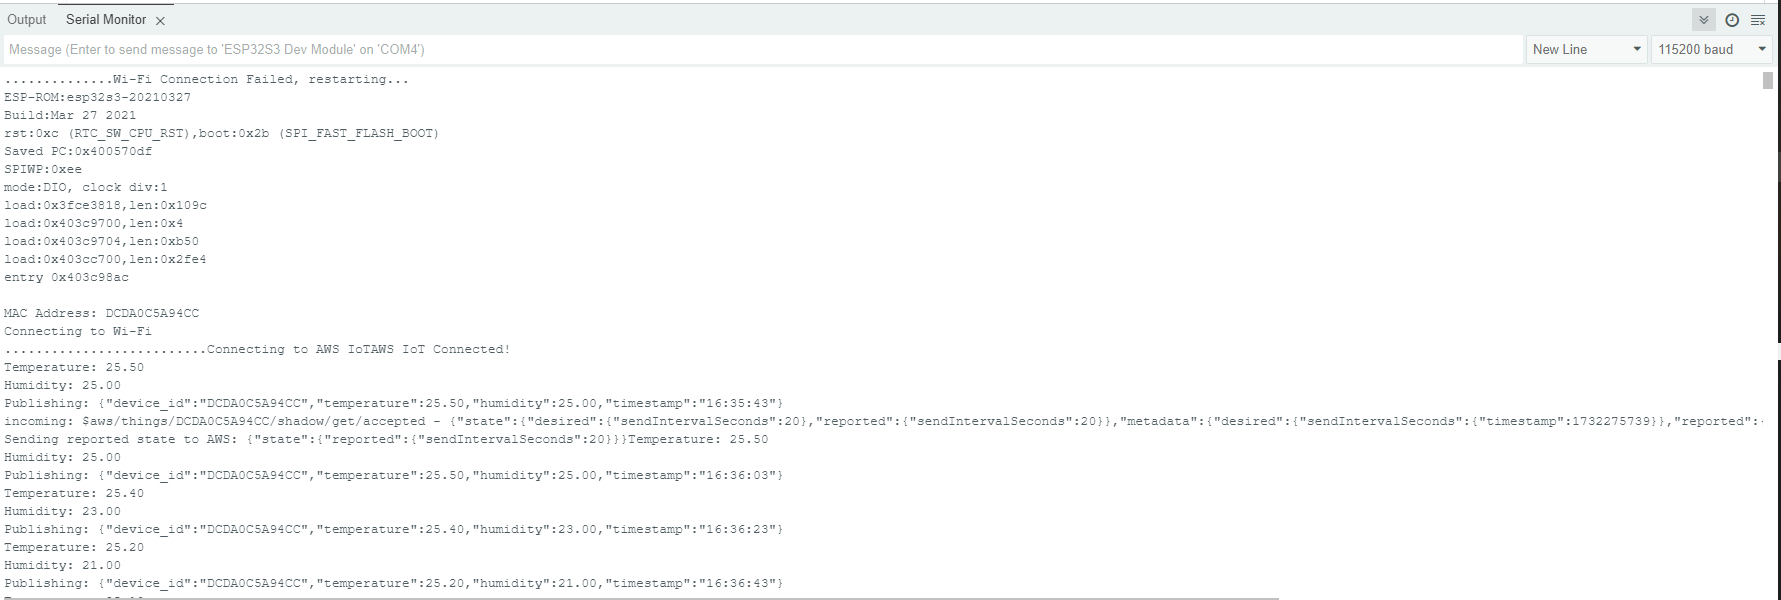 Output Serial Monitor
Message (Enter to send message to 'ESP32S3 Dev Module' on 'COM4') New Line 115200 baud
..............Wi-Fi Connection Failed, restarting...
ESP-ROM:esp32s3-20210327
Build:Mar 27 2021
rst:0xc (RTC_SW_CPU_RST),boot:0x2b (SPI_FAST_FLASH_BOOT)
Saved PC:0x400570df
SPIWP:0xee
mode:DIO, clock div:1
load:0x3fce3818,len:0x109c
load:0x403c9700,len:0x4
load:0x403c9704,len:0xb50
load:0x403cc700,len:0x2fe4
entry 0x403c98ac
MAC Address: DCDA0C5A94CC
Connecting to Wi-Fi
..........................Connecting to AWS IoTAWS IoT Connected!
Temperature: 25.50
Humidity: 25.00
Publishing: {"device_id":"DCDA0C5A94CC","temperature":25.50,"humidity":25.00,"timestamp":"16:35:43"}
incoming: $aws/things/DCDA0C5A94CC/shadow/get/accepted - {"state":{"desired":{"sendIntervalSeconds":20},"reported":{"sendIntervalSeconds":20}},"metadata":{"desired":{"sendIntervalSeconds":{"timestamp":1732275739}},"reported":
Sending reported state to AWS: {"state":{"reported":{"sendIntervalSeconds":20}}}Temperature: 25.50
Humidity: 25.00
Publishing: {"device_id":"DCDA0C5A94CC","temperature":25.50,"humidity":25.00,"timestamp":"16:36:03"}
Temperature: 25.40
Humidity: 23.00
Publishing: {"device_id":"DCDA0C5A94CC","temperature":25.40,"humidity":23.00,"timestamp":"16:36:23"}
Temperature: 25.20
Humidity: 21.00
Publishing: {"device_id":"DCDA0C5A94CC","temperature":25.20,"humidity":21.00,"timestamp":"16:36:43"}